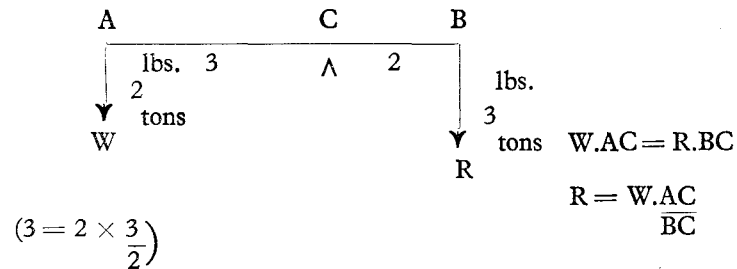 A C B
lbs. 3 ∧ 2
2 lbs.
tons 3
W tons W.AC = R.BC
R
R = W.AC
BC
(3 = 2 × 3
2)